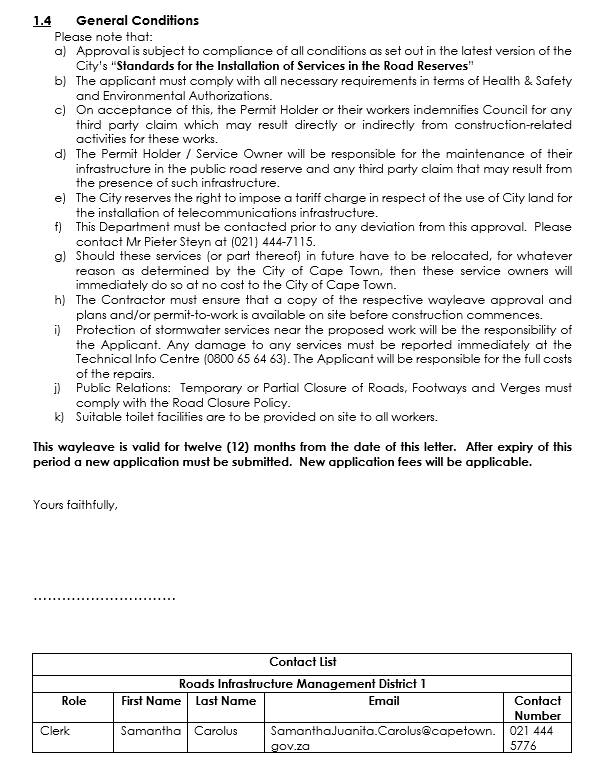 1.4 General Conditions
Please note that:
a) Approval is subject to compliance of all conditions as set out in the latest version of the
City's "Standards for the Installation of Services in the Road Reserves"
b) The applicant must comply with all necessary requirements in terms of Health & Safety
and Environmental Authorizations.
c) On acceptance of this, the Permit Holder or their workers indemnifies Council for any
third party claim which may result directly or indirectly from construction-related
activities for these works.
d) The Permit Holder / Service Owner will be responsible for the maintenance of their
infrastructure in the public road reserve and any third party claim that may result from
the presence of such infrastructure.
e) The City reserves the right to impose a tariff charge in respect of the use of City land for
the installation of telecommunications infrastructure.
f) This Department must be contacted prior to any deviation from this approval. Please
contact Mr Pieter Steyn at (021) 444-7115.
g) Should these services (or part thereof) in future have to be relocated, for whatever
reason as determined by the City of Cape Town, then these service owners will
immediately do so at no cost to the City of Cape Town.
h) The Contractor must ensure that a copy of the respective wayleave approval and
plans and/or permit-to-work is available on site before construction commences.
i) Protection of stormwater services near the proposed work will be the responsibility of
the Applicant. Any damage to any services must be reported immediately at the
Technical Info Centre (0800 65 64 63). The Applicant will be responsible for the full costs
of the repairs.
j) Public Relations: Temporary or Partial Closure of Roads, Footways and Verges must
comply with the Road Closure Policy.
k) Suitable toilet facilities are to be provided on site to all workers.
This wayleave is valid for twelve (12) months from the date of this letter. After expiry of this
period a new application must be submitted. New application fees will be applicable.
Yours faithfully,
..............................
Contact List
Roads Infrastructure Management District 1
Role First Name Last Name Email Contact
Number
Clerk Samantha Carolus SamanthaJuanita.Carolus@capetown. 021 444
gov.za 5776